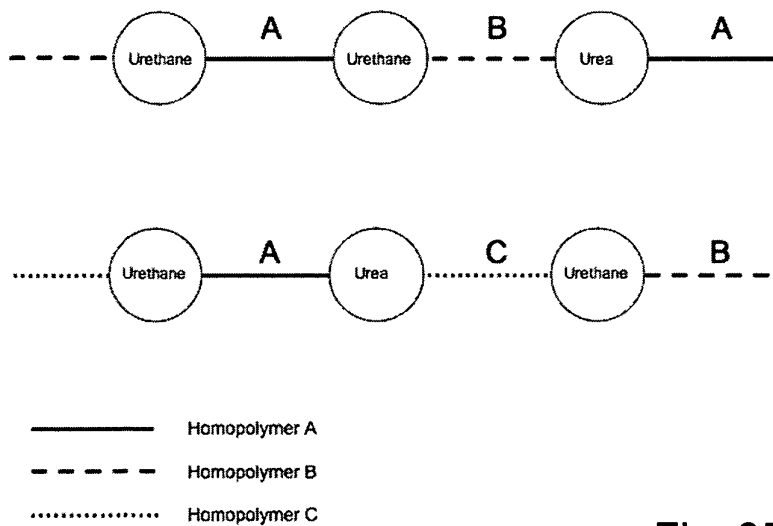 A B A
Urethane Urethane Urea
A C B
Urethane Urea Urethane
Homopolymer A
Homopolymer B
Homopolymer C